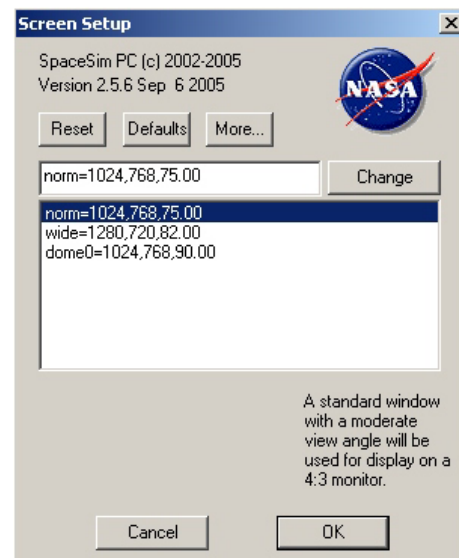 Screen Setup
SpaceSim PC (c) 2002-2005
Version 2.5.6 Sep  6 2005
NASA
Reset Defaults More...
norm=1024,768,75.00 Change
norm=1024,768,75.00
wide=1280,720,82.00
dome0=1024,768,90.00
A standard window
with a moderate
view angle will be
used for display on a
4:3 monitor.
Cancel OK